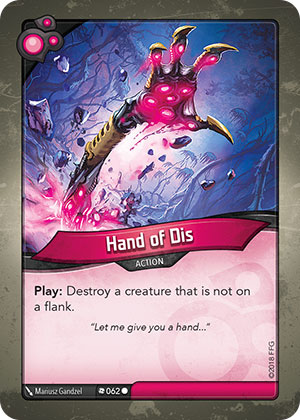 Hand of Dis
ACTION
Play: Destroy a creature that is not on
a flank.
"Let me give you a hand..."
©2018 FFG
Mariusz Gandzel
062